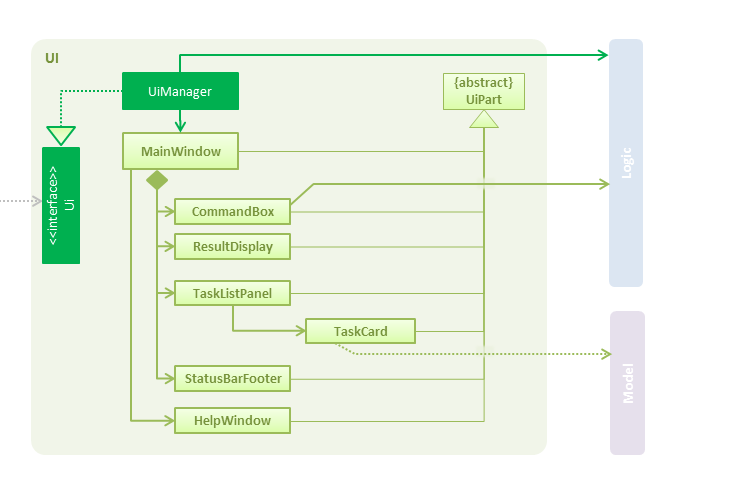 UI
UiManager
{abstract}
UiPart
MainWindow
<<interface>>
Ui
CommandBox
ResultDisplay
TaskListPanel
TaskCard
StatusBarFooter
HelpWindow
Logic
Model